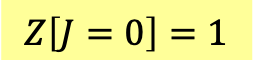 Z[J = 0] = 1